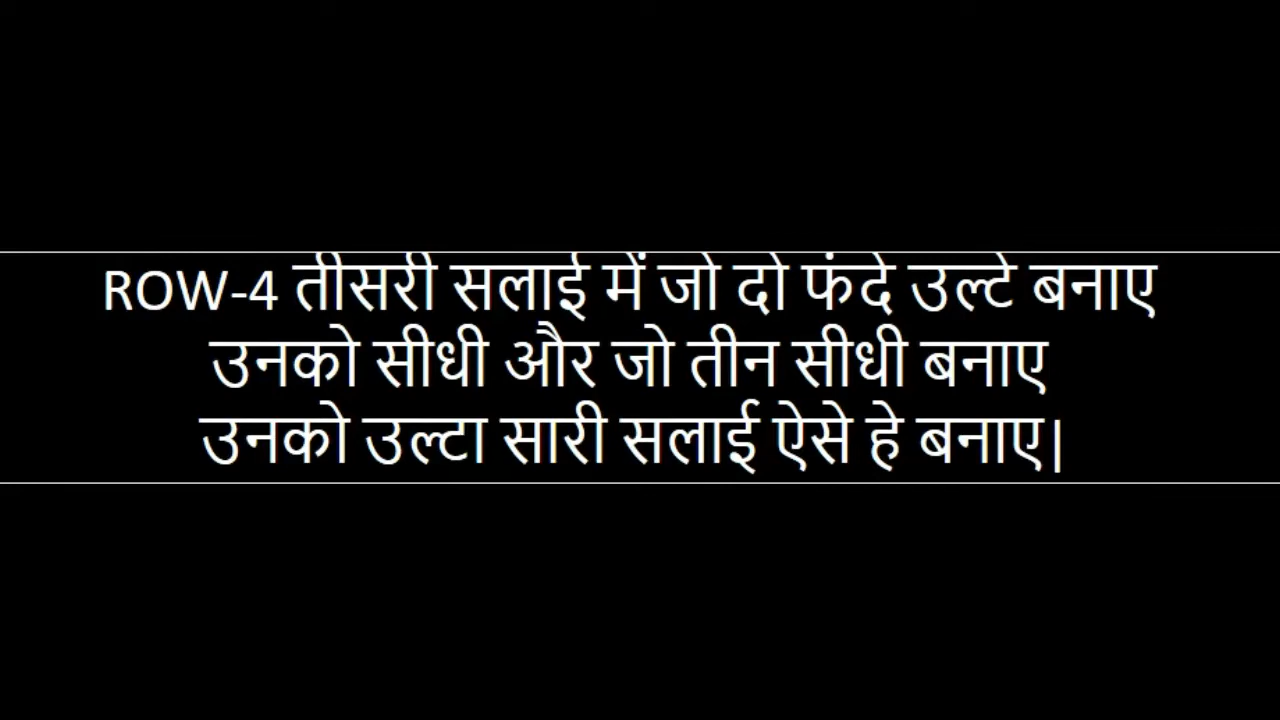 ROW-4 तीसरी सलाई में जो दो फंदे उल्टे बनाए
उनको सीधी और जो तीन सीधी बनाए
उनको उल्टा सारी सलाई ऐसे हे बनाए|